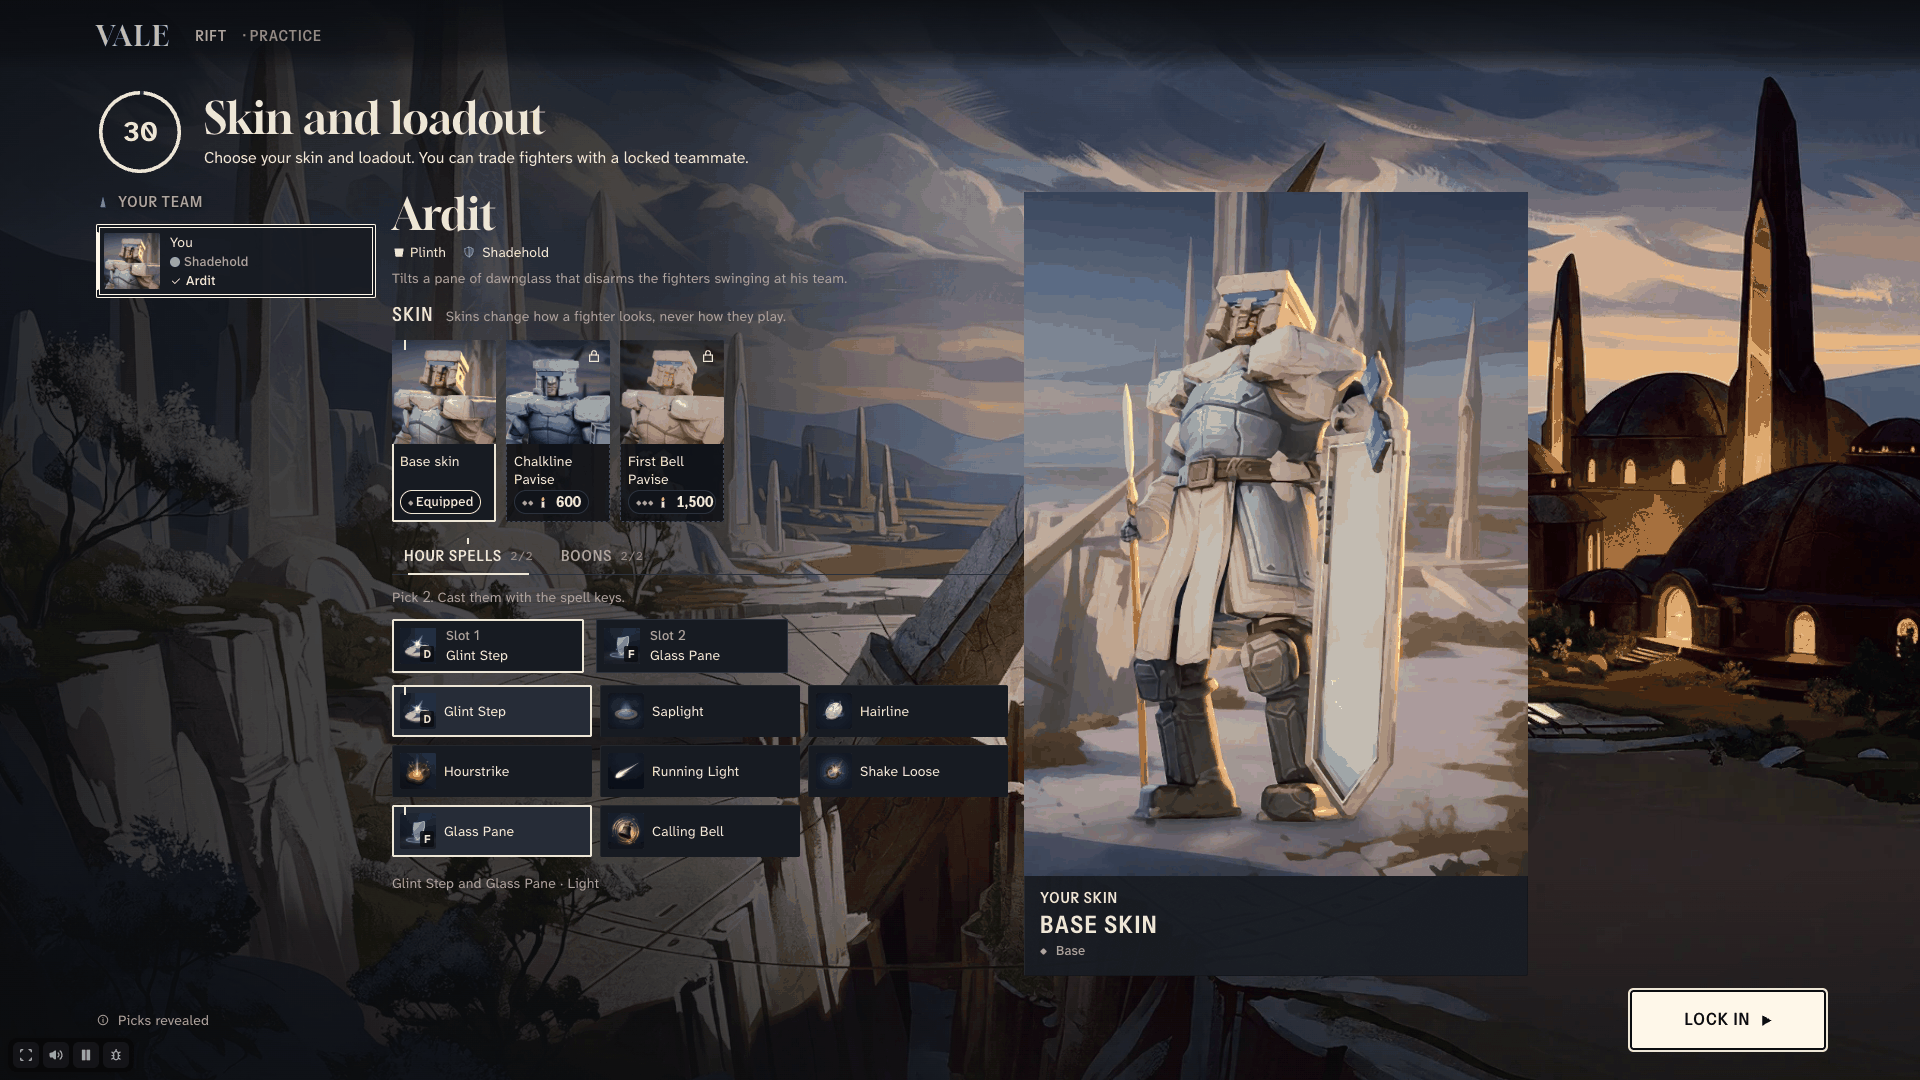 VALE RIFT · PRACTICE
30
Skin and loadout
Choose your skin and loadout. You can trade fighters with a locked teammate.
YOUR TEAM
You
Shadehold
Ardit
Ardit
Plinth Shadehold
Tilts a pane of dawnglass that disarms the fighters swinging at his team.
SKIN Skins change how a fighter looks, never how they play.
Base skin
Equipped
Chalkline
Pavise
600
First Bell
Pavise
1,500
HOUR SPELLS 2/2 BOONS 2/2
Pick 2. Cast them with the spell keys.
D
Slot 1
Glint Step
F
Slot 2
Glass Pane
D Glint Step
Saplight
Hairline
Hourstrike
Running Light
Shake Loose
F Glass Pane
Calling Bell
Glint Step and Glass Pane · Light
YOUR SKIN
BASE SKIN
Base
Picks revealed
LOCK IN